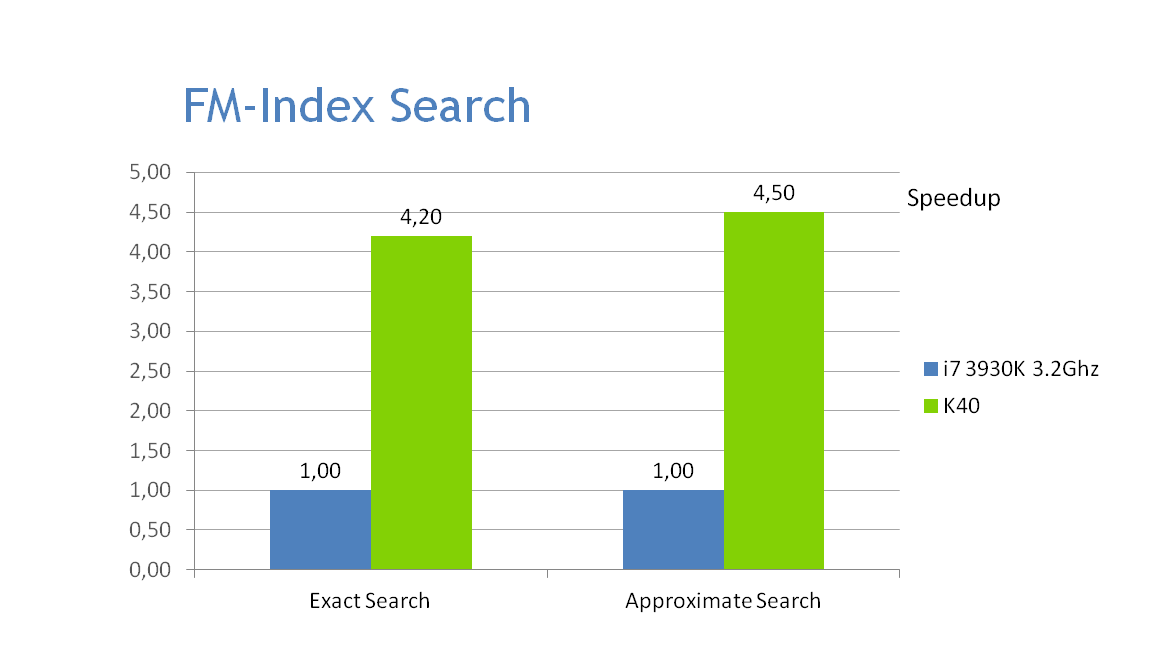 FM-Index Search
5,00
4,50
4,00
3,50
3,00
2,50
2,00
1,50
1,00
0,50
0,00
1,00
4,20
1,00
4,50
Exact Search
Approximate Search
Speedup
i7 3930K 3.2Ghz
K40